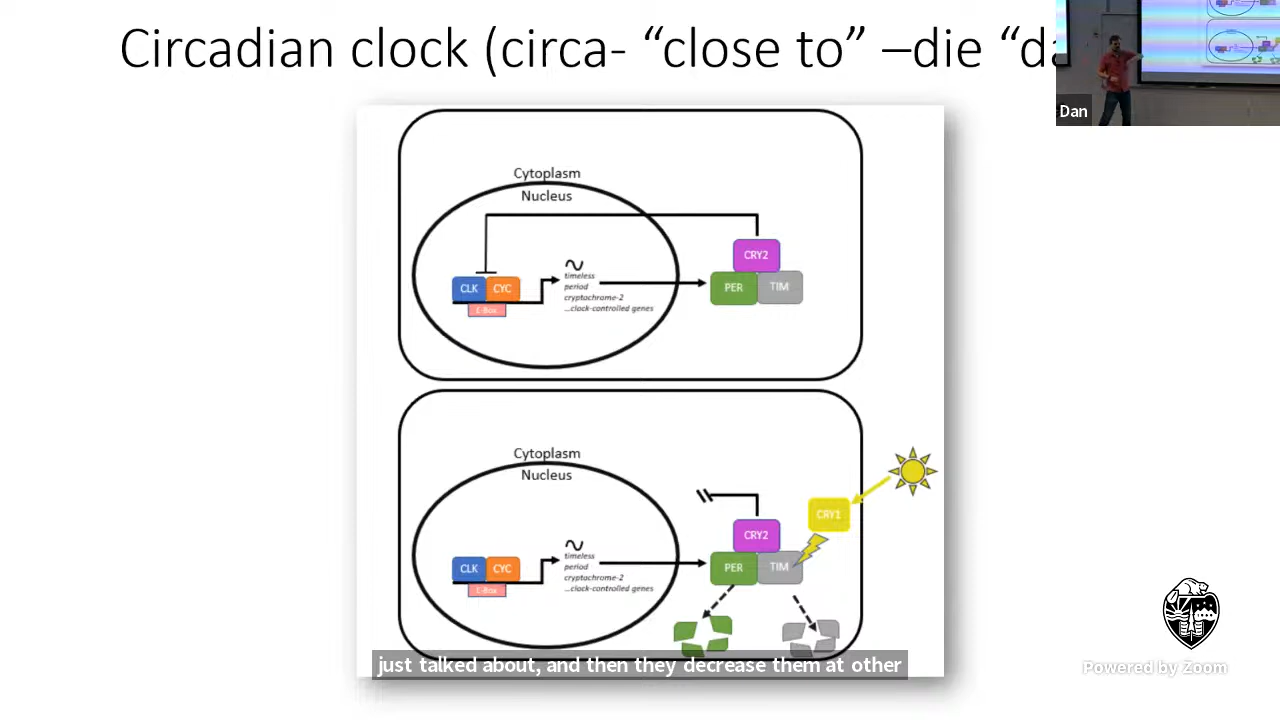 Circadian clock (circa- “close to” –die “da
Dan
Cytoplasm
Nucleus
CRY2
timeless
CLK CYC
PER TIM
period
cryptochrome-2
...clock-controlled genes
E-Box
Cytoplasm
Nucleus
CRY1
CRY2
timeless
CLK CYC
PER TIM
period
cryptochrome-2
...clock-controlled genes
E-Box
just talked about, and then they decrease them at other
Powered by Zoom